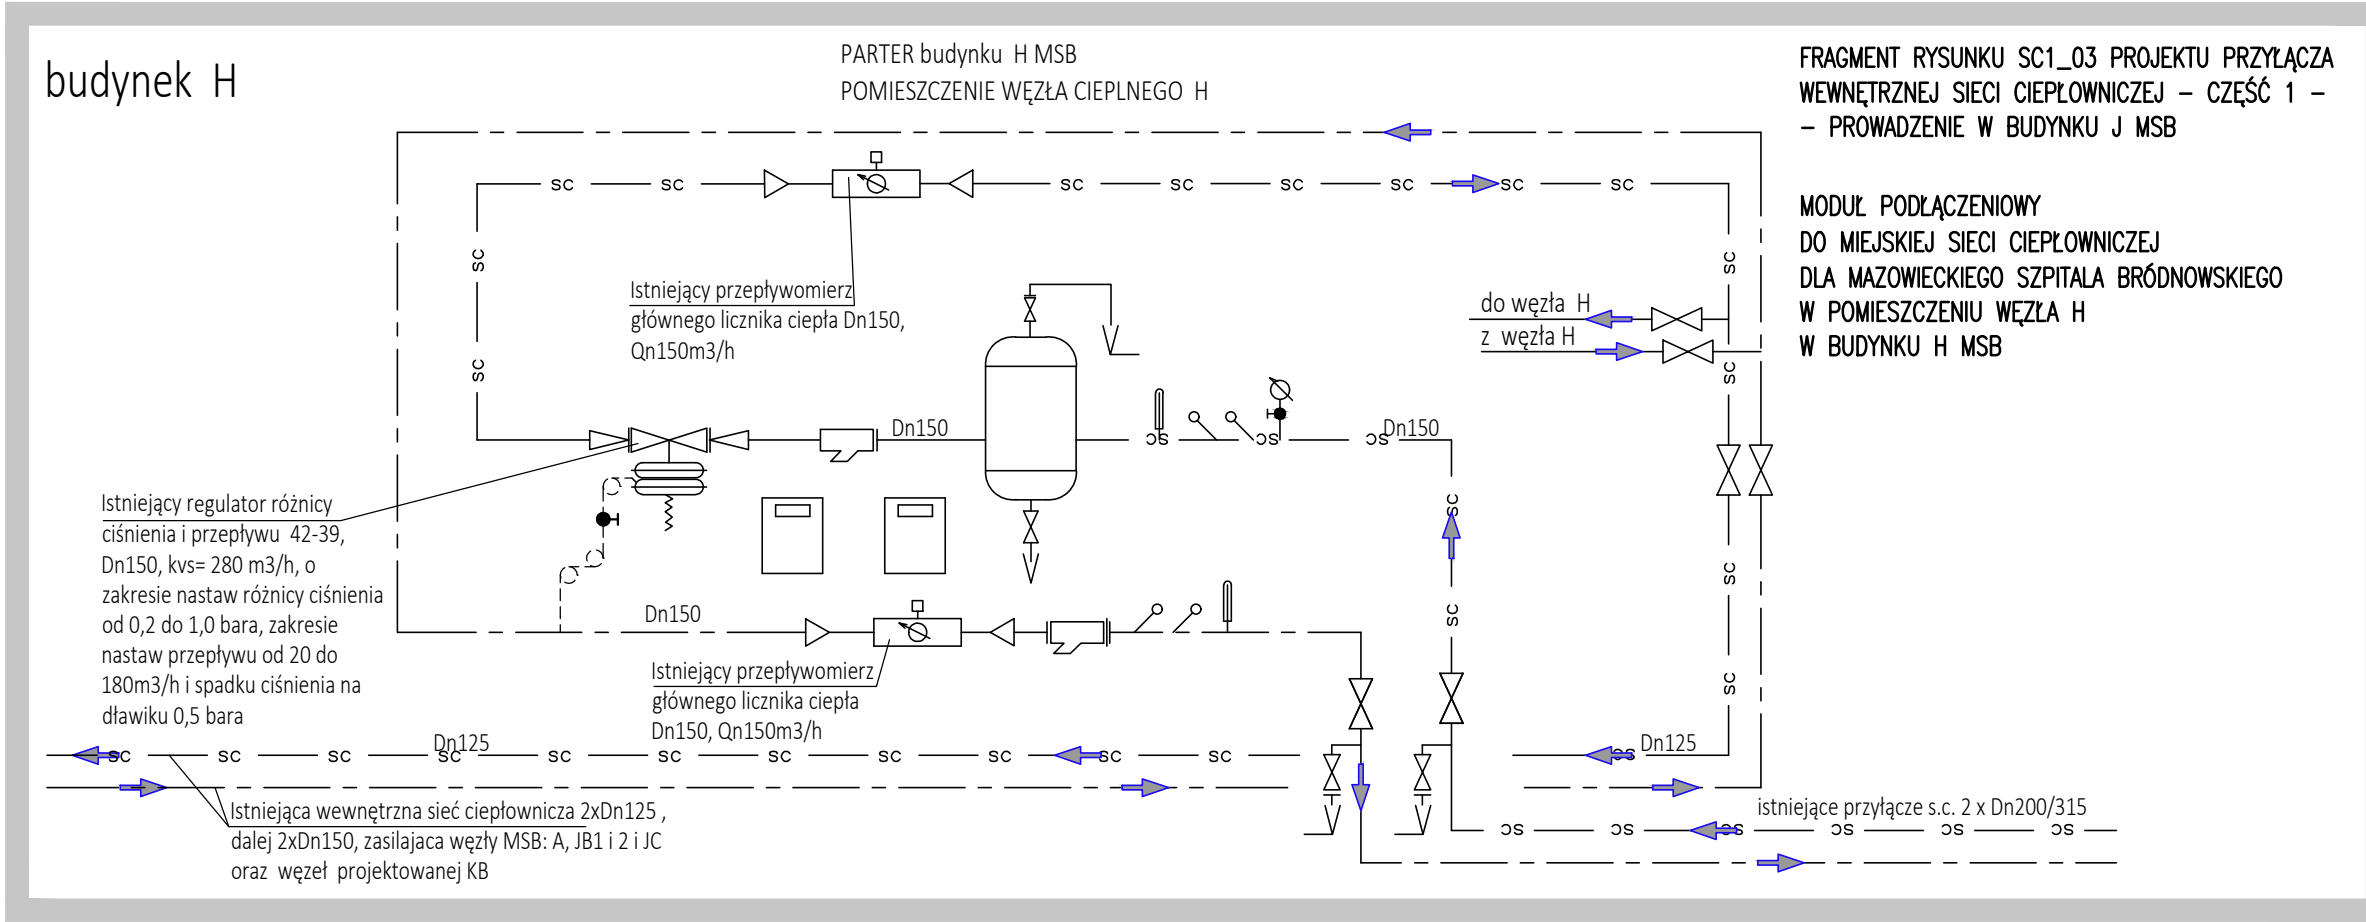 budynek H
PARTER budynku H MSB
POMIESZCZENIE WĘZŁA CIEPLNEGO H
FRAGMENT RYSUNKU SC1_03 PROJEKTU PRZYŁĄCZA
WEWNĘTRZNEJ SIECI CIEPŁOWNICZEJ – CZĘŚĆ 1 –
– PROWADZENIE W BUDYNKU J MSB
MODUŁ PODŁĄCZENIOWY
DO MIEJSKIEJ SIECI CIEPŁOWNICZEJ
DLA MAZOWIECKIEGO SZPITALA BRÓDNOWSKIEGO
W POMIESZCZENIU WĘZŁA H
W BUDYNKU H MSB
sc sc sc sc sc sc sc sc
sc
sc
sc
sc
Istniejący przepływomierz
głównego licznika ciepła Dn150,
Qn150m3/h
do węzła H
z węzła H
Dn150
sc sc sc Dn150
Istniejący regulator różnicy
ciśnienia i przepływu 42-39,
Dn150, kvs= 280 m3/h, o
zakresie nastaw różnicy ciśnienia
od 0,2 do 1,0 bara, zakresie
nastaw przepływu od 20 do
180m3/h i spadku ciśnienia na
dławiku 0,5 bara
sc
sc
sc
sc
Dn150
Istniejący przepływomierz
głównego licznika ciepła
Dn150, Qn150m3/h
Dn125
sc sc sc sc sc sc sc sc sc sc sc
sc Dn125
Istniejąca wewnętrzna sieć ciepłownicza 2xDn125 ,
dalej 2xDn150, zasilajaca węzły MSB: A, JB1 i 2 i JC
oraz węzeł projektowanej KB
istniejące przyłącze s.c. 2 x Dn200/315
sc sc sc sc sc sc